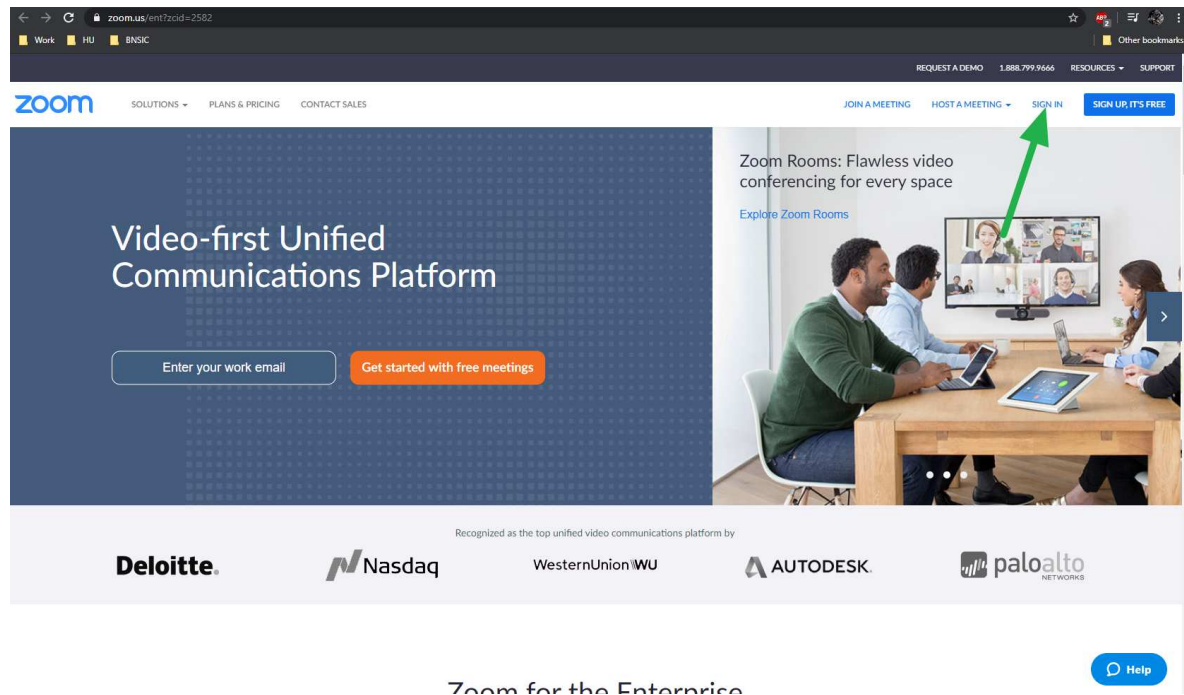 zoom.us/ent?zcid=2582
Work HU BNSIC Other bookmarks
REQUEST A DEMO 1.888.799.9666 RESOURCES SUPPORT
zoom SOLUTIONS PLANS & PRICING CONTACT SALES JOIN A MEETING HOST A MEETING SIGN IN SIGN UP, IT'S FREE
Video-first Unified
Communications Platform
Enter your work email Get started with free meetings
Zoom Rooms: Flawless video
conferencing for every space
Explore Zoom Rooms
Recognized as the top unified video communications platform by
Deloitte. Nasdaq WesternUnion\\WU AUTODESK. paloalto
NETWORKS
Help
Zoom for the Enterprise